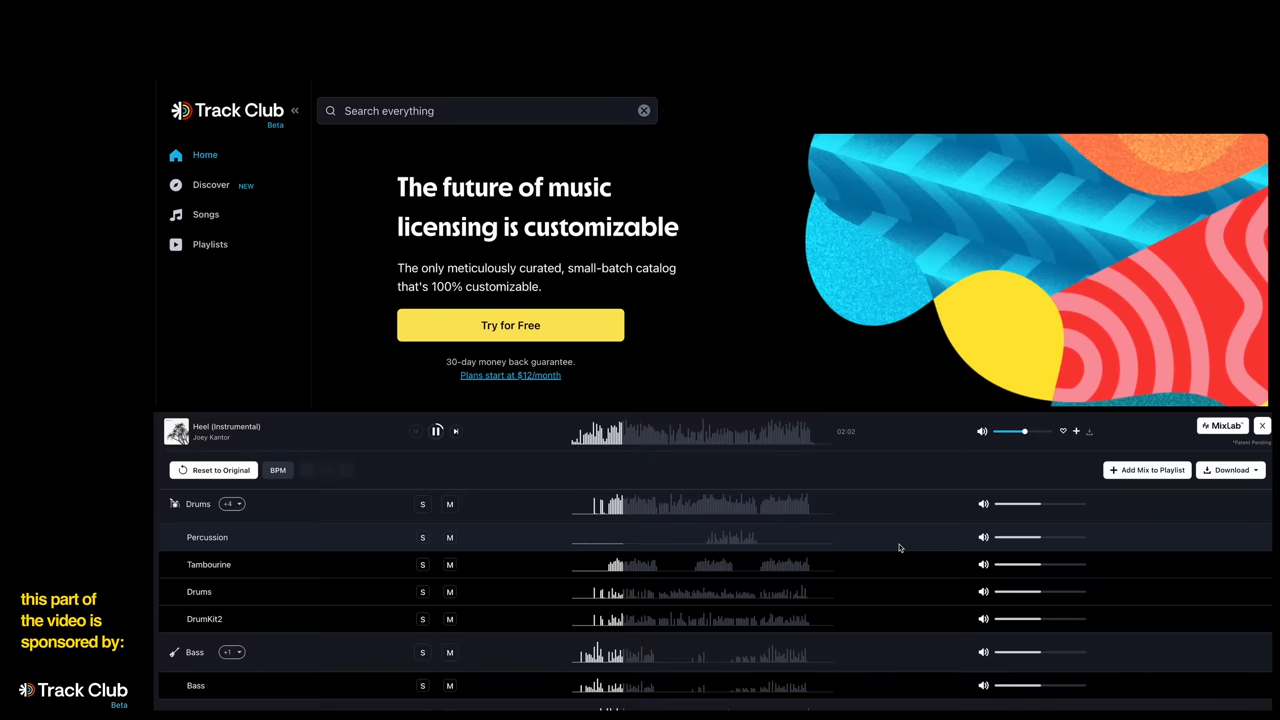 Track Club
Beta
Search everything
Home
Discover NEW
Songs
Playlists
The future of music
licensing is customizable
The only meticulously curated, small-batch catalog
that's 100% customizable.
Try for Free
30-day money back guarantee.
Plans start at $12/month
Heel (Instrumental)
Joey Kantor
02:02
MixLab
*Patent Pending
Reset to Original
BPM
Add Mix to Playlist
Download
Drums +4
S M
Percussion
S M
Tambourine
S M
Drums
S M
DrumKit2
S M
Bass +1
S M
Bass
S M
this part of
the video is
sponsored by:
Track Club
Beta